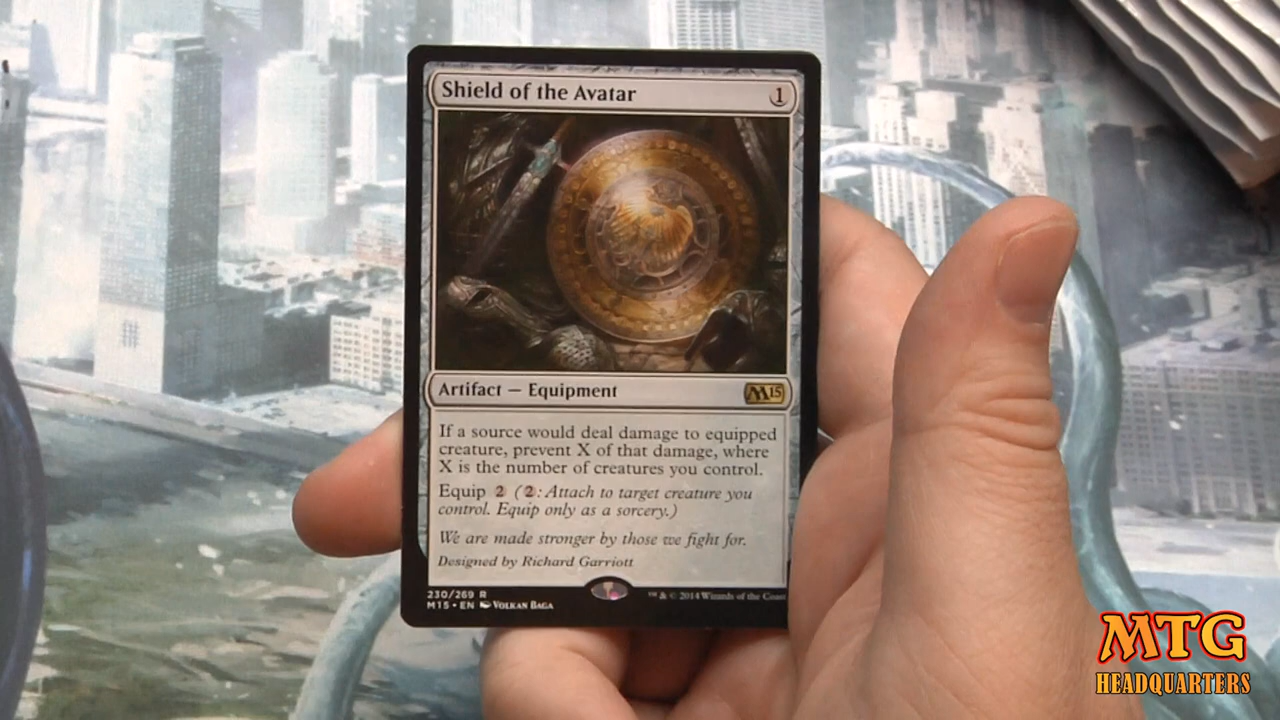 Shield of the Avatar 1
Artifact — Equipment M15
If a source would deal damage to equipped
creature, prevent X of that damage, where
X is the number of creatures you control.
Equip 2 (2: Attach to target creature you
control. Equip only as a sorcery.)
We are made stronger by those we fight for.
Designed by Richard Garriott
230/269 R
M15 • EN Volkan Baga
™ & © 2014 Wizards of the Coast
MTG
HEADQUARTERS